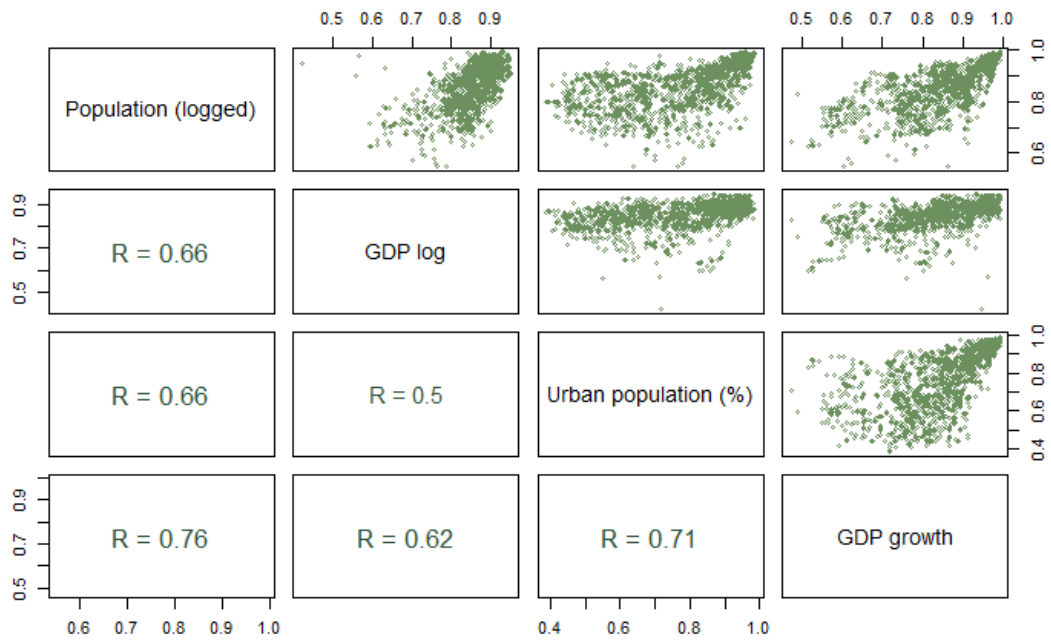 0.5 0.6 0.7 0.8 0.9
0.5 0.6 0.7 0.8 0.9 1.0
Population (logged)
0.6 0.8 1.0
0.5 0.7 0.9
R = 0.66
GDP log
R = 0.66
R = 0.5
Urban population (%)
0.4 0.6 0.8 1.0
0.5 0.7 0.9
R = 0.76
R = 0.62
R = 0.71
GDP growth
0.6 0.7 0.8 0.9 1.0
0.4 0.6 0.8 1.0